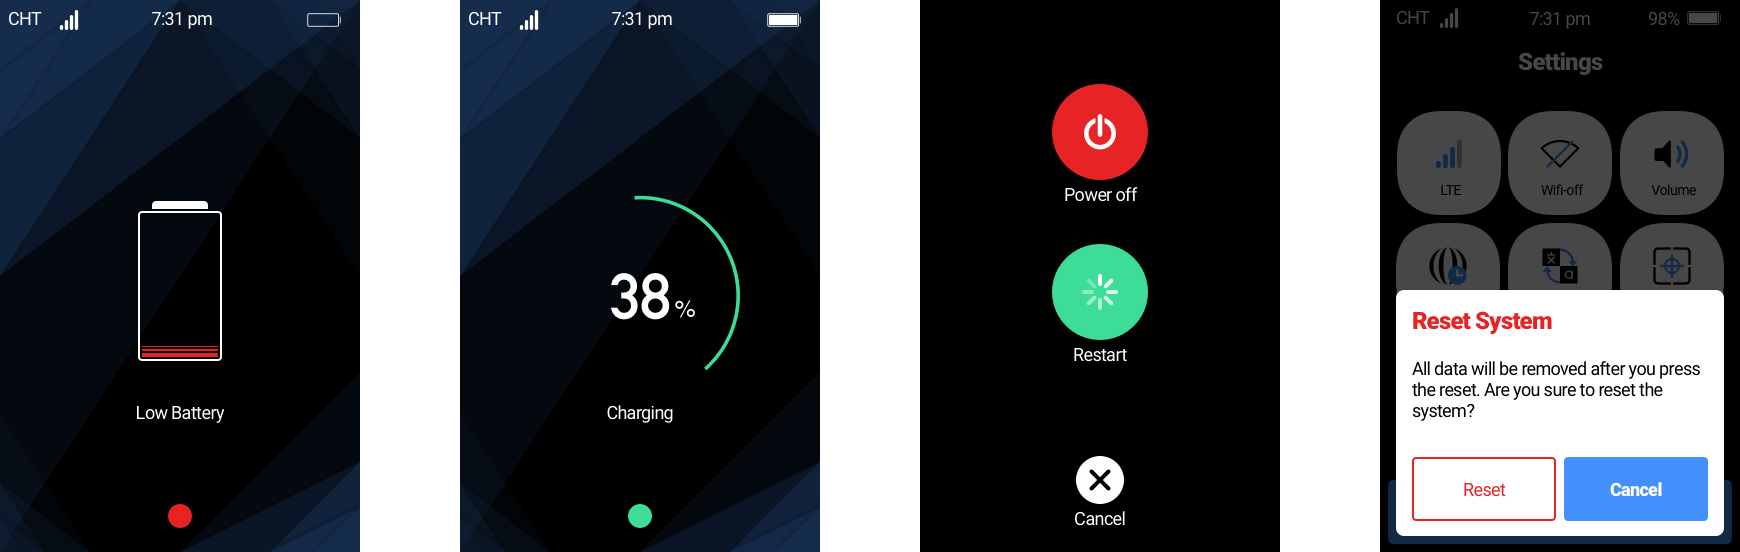 CHT 7:31 pm
Low Battery
CHT 7:31 pm
38 %
Charging
Power off
Restart
Cancel
CHT 7:31 pm 98%
Settings
LTE Wifi-off Volume
文 a
Reset System
All data will be removed after you press
the reset. Are you sure to reset the
system?
Reset Cancel